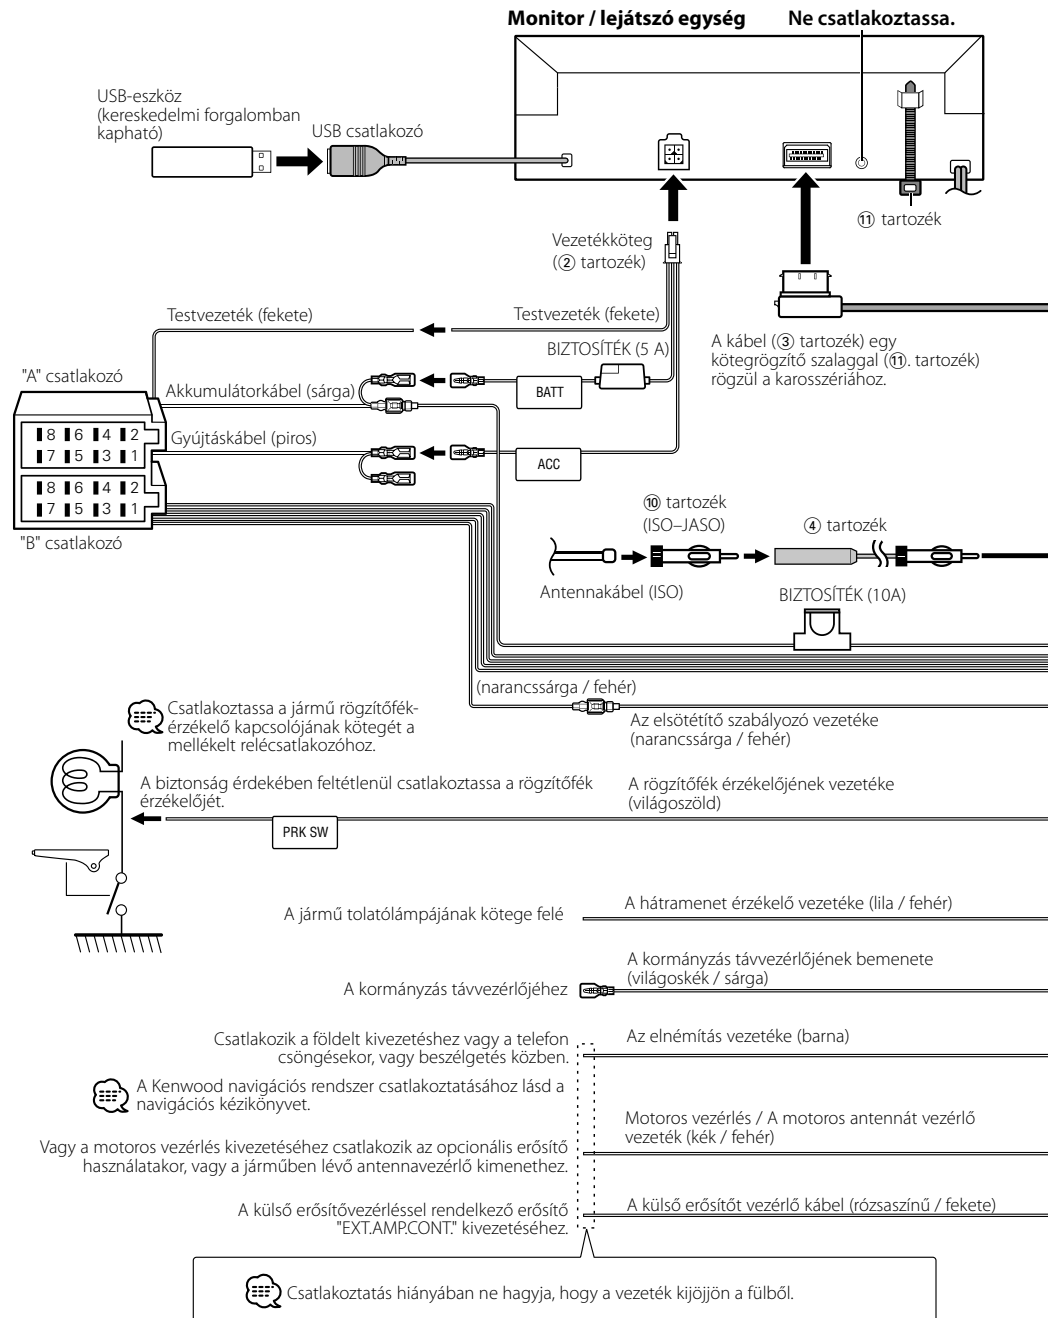 Monitor / lejátszó egység
Ne csatlakoztassa.
USB-eszköz
(kereskedelmi forgalomban
kapható)
USB csatlakozó
⑪ tartozék
Vezetékköteg
(② tartozék)
Testvezeték (fekete)
Testvezeték (fekete)
BIZTOSÍTÉK (5 A)
A kábel (③ tartozék) egy
kötegrögzítő szalaggal (⑪. tartozék)
rögzül a karosszériához.
"A" csatlakozó
Akkumulátorkábel (sárga)
BATT
Gyújtáskábel (piros)
ACC
8 6 4 2
7 5 3 1
8 6 4 2
7 5 3 1
"B" csatlakozó
⑩ tartozék
(ISO–JASO)
④ tartozék
Antennakábel (ISO)
BIZTOSÍTÉK (10A)
(narancssárga / fehér)
Az elsötétítő szabályozó vezetéke
(narancssárga / fehér)
Csatlakoztassa a jármű rögzítőfék-
érzékelő kapcsolójának kötegét a
mellékelt relécsatlakozóhoz.
A biztonság érdekében feltétlenül csatlakoztassa a rögzítőfék
érzékelőjét.
A rögzítőfék érzékelőjének vezetéke
(világoszöld)
PRK SW
A jármű tolatólámpájának kötege felé
A hátramenet érzékelő vezetéke (lila / fehér)
A kormányzás távvezérlőjéhez
A kormányzás távvezérlőjének bemenete
(világoskék / sárga)
Csatlakozik a földelt kivezetéshez vagy a telefon
csöngésekor, vagy beszélgetés közben.
Az elnémítás vezetéke (barna)
A Kenwood navigációs rendszer csatlakoztatásához lásd a
navigációs kézikönyvet.
Motoros vezérlés / A motoros antennát vezérlő
vezeték (kék / fehér)
Vagy a motoros vezérlés kivezetéséhez csatlakozik az opcionális erősítő
használatakor, vagy a járműben lévő antennavezérlő kimenethez.
A külső erősítővezérléssel rendelkező erősítő
"EXT.AMP.CONT." kivezetéséhez.
A külső erősítőt vezérlő kábel (rózsaszínű / fekete)
Csatlakoztatás hiányában ne hagyja, hogy a vezeték kijöjjön a fülből.